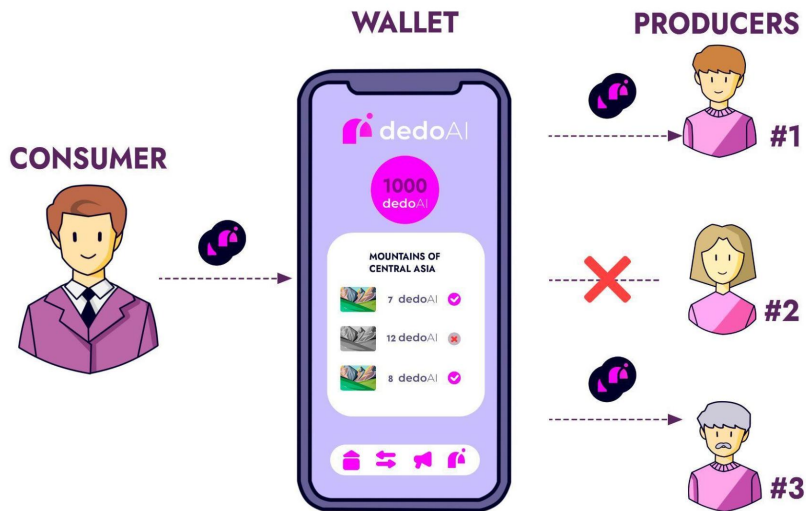 WALLET
PRODUCERS
CONSUMER
dedoAI
1000
dedoAI
MOUNTAINS OF
CENTRAL ASIA
7 dedoAI
12 dedoAI
8 dedoAI
#1
#2
#3